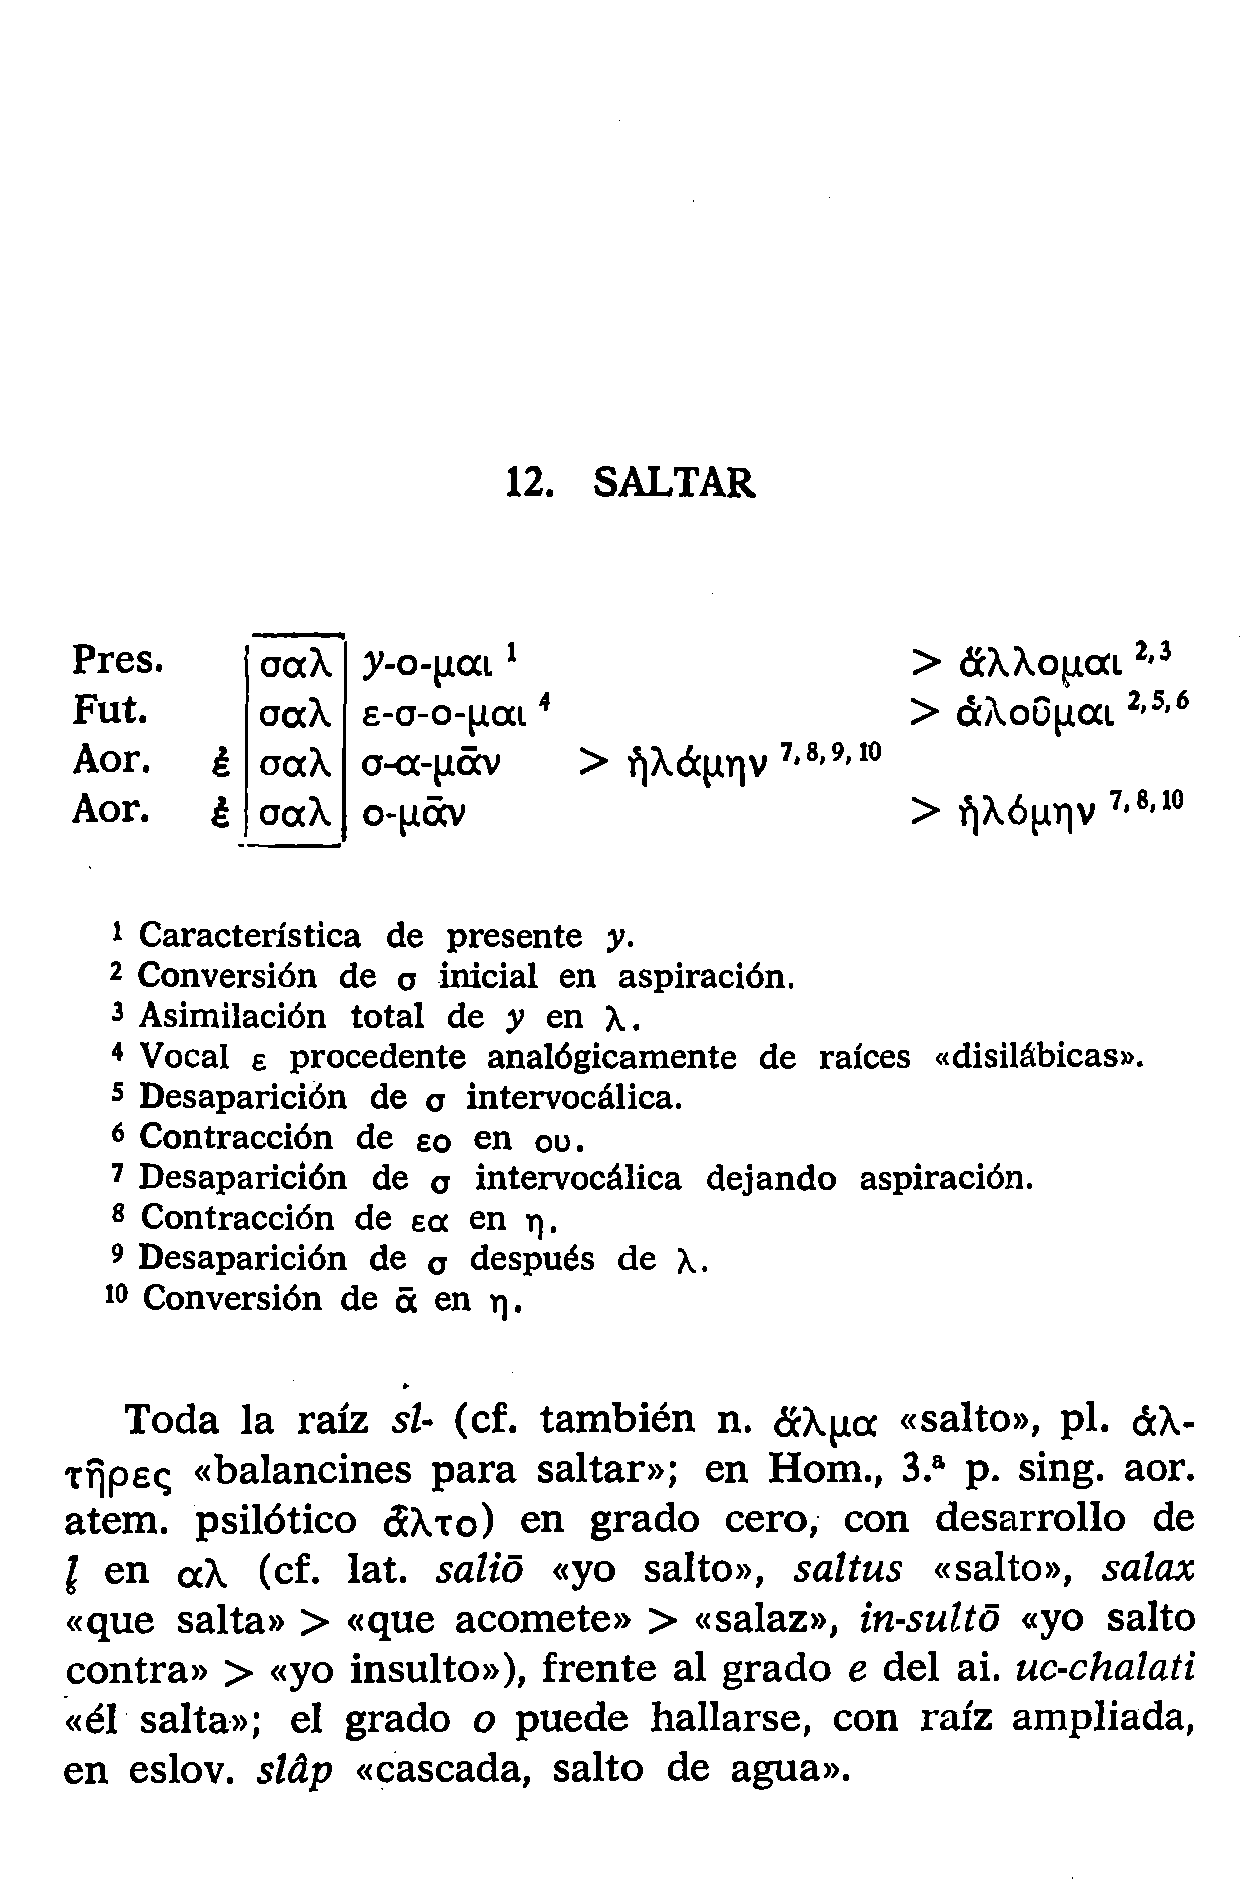 12. SALTAR
Pres. σαλ y-ο-μαι 1 > ἅλλομαι 2,3
Fut. σαλ ε-σ-ο-μαι 4 > ἁλοῦμαι 2,5,6
Aor. ἐ σαλ σ-α-μᾱν > ἡλάμην 7,8,9,10
Aor. ἐ σαλ ο-μᾱν > ἡλόμην 7,8,10
1 Característica de presente y.
2 Conversión de σ inicial en aspiración.
3 Asimilación total de y en λ.
4 Vocal ε procedente analógicamente de raíces «disilábicas».
5 Desaparición de σ intervocálica.
6 Contracción de εο en ου.
7 Desaparición de σ intervocálica dejando aspiración.
8 Contracción de εα en η.
9 Desaparición de σ después de λ.
10 Conversión de ᾱ en η.
Toda la raíz sl- (cf. también n. ἅλμα «salto», pl. ἁλ-
τῆρες «balancines para saltar»; en Hom., 3.ª p. sing. aor.
atem. psilótico ἆλτο) en grado cero, con desarrollo de
l̥ en αλ (cf. lat. saliō «yo salto», saltus «salto», salax
«que salta» > «que acomete» > «salaz», in-sultō «yo salto
contra» > «yo insulto»), frente al grado e del ai. uc-chalati
«él salta»; el grado o puede hallarse, con raíz ampliada,
en eslov. slâp «cascada, salto de agua».